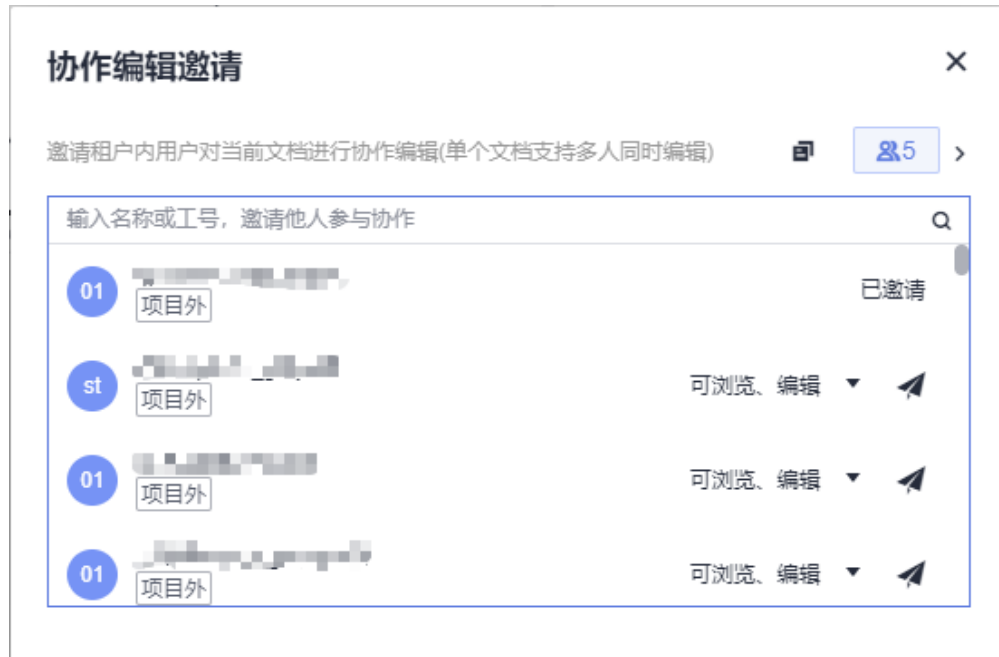 协作编辑邀请
邀请租户内用户对当前文档进行协作编辑(单个文档支持多人同时编辑)
5
输入名称或工号，邀请他人参与协作
01
项目外
已邀请
st
项目外
可浏览、编辑
01
项目外
可浏览、编辑
01
项目外
可浏览、编辑